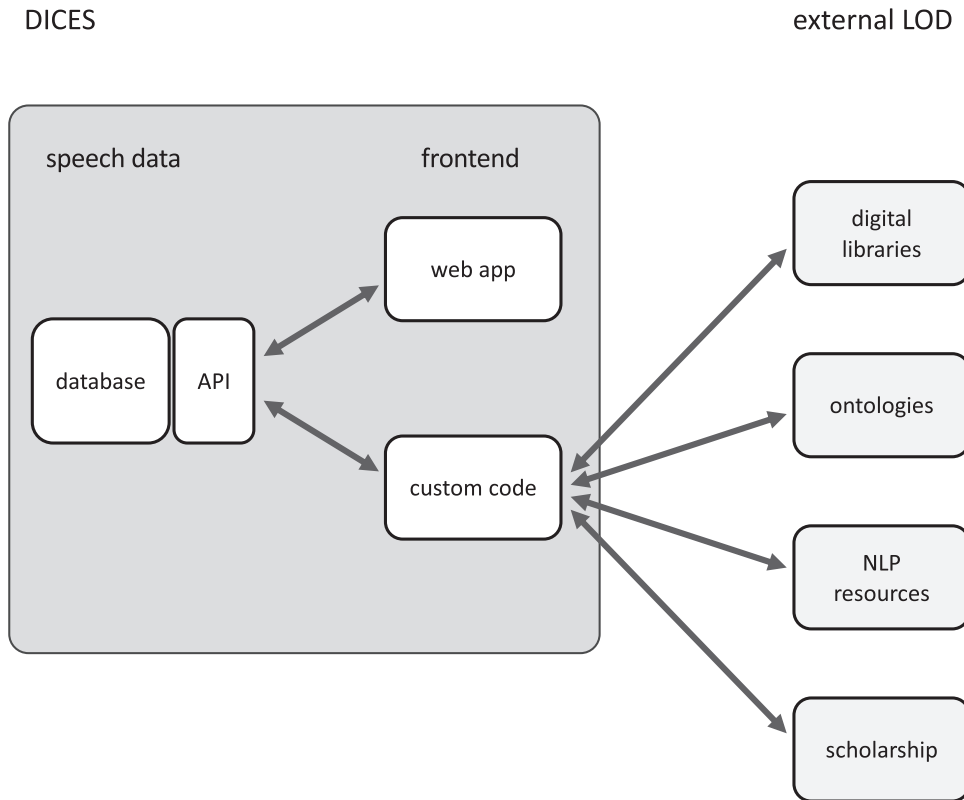 DICES
external LOD
speech data
frontend
database
API
web app
custom code
digital
libraries
ontologies
NLP
resources
scholarship